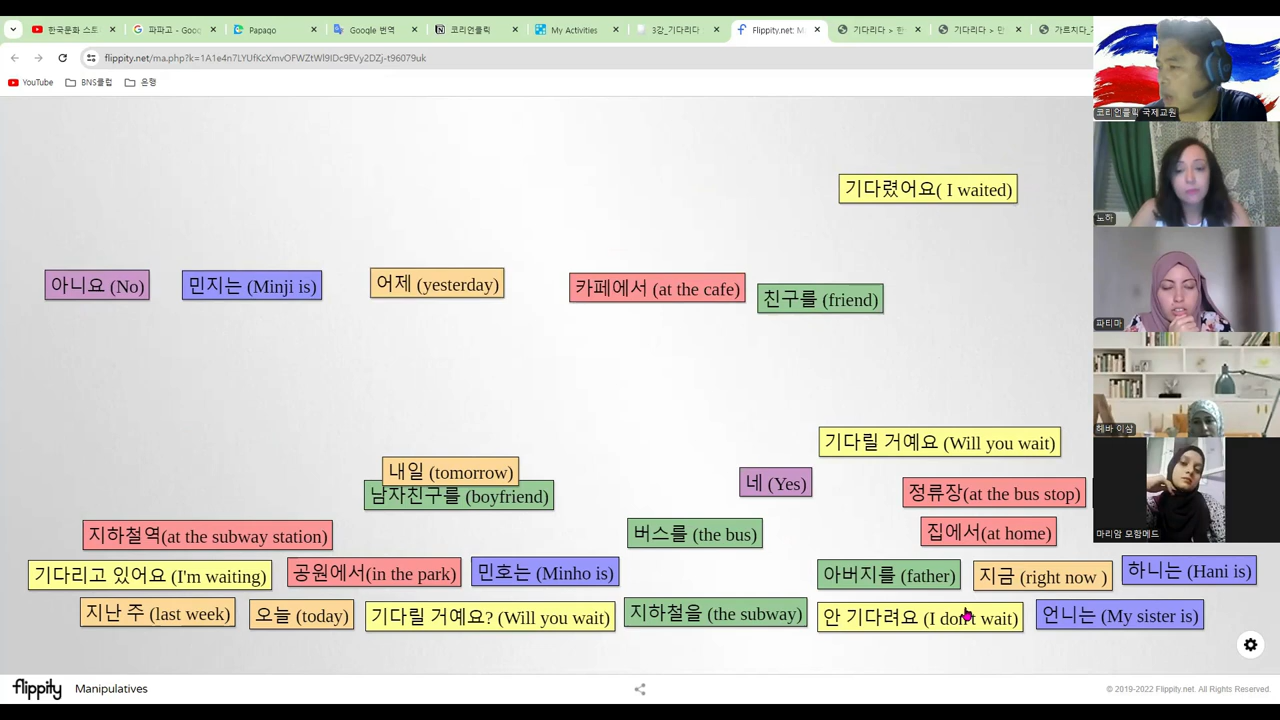 한국문화 스토
파파고 - Goo
Papago
Google 번역
코리안클릭
My Activities
3강_기다리다
Flippity.net: M
기다리다 > 한
기다리다 > 민
가르치다_
flippity.net/ma.php?k=1A1e4n7LYUfKcXmvOFWZtWl9IDc9EVy2DZj-t96079uk
YouTube
BNS클럽
은행
코리안클릭 국제교원
기다렸어요( I waited)
노하
아니요 (No)
민지는 (Minji is)
어제 (yesterday)
카페에서 (at the cafe)
친구를 (friend)
파티마
헤바 이삼
기다릴 거예요 (Will you wait)
내일 (tomorrow)
남자친구를 (boyfriend)
네 (Yes)
정류장(at the bus stop)
지하철역(at the subway station)
버스를 (the bus)
집에서(at home)
마리암 모함메드
기다리고 있어요 (I'm waiting)
공원에서(in the park)
민호는 (Minho is)
아버지를 (father)
지금 (right now )
하니는 (Hani is)
지난 주 (last week)
오늘 (today)
기다릴 거예요? (Will you wait)
지하철을 (the subway)
안 기다려요 (I don't wait)
언니는 (My sister is)
flippity
Manipulatives
© 2019-2022 Flippity.net. All Rights Reserved.